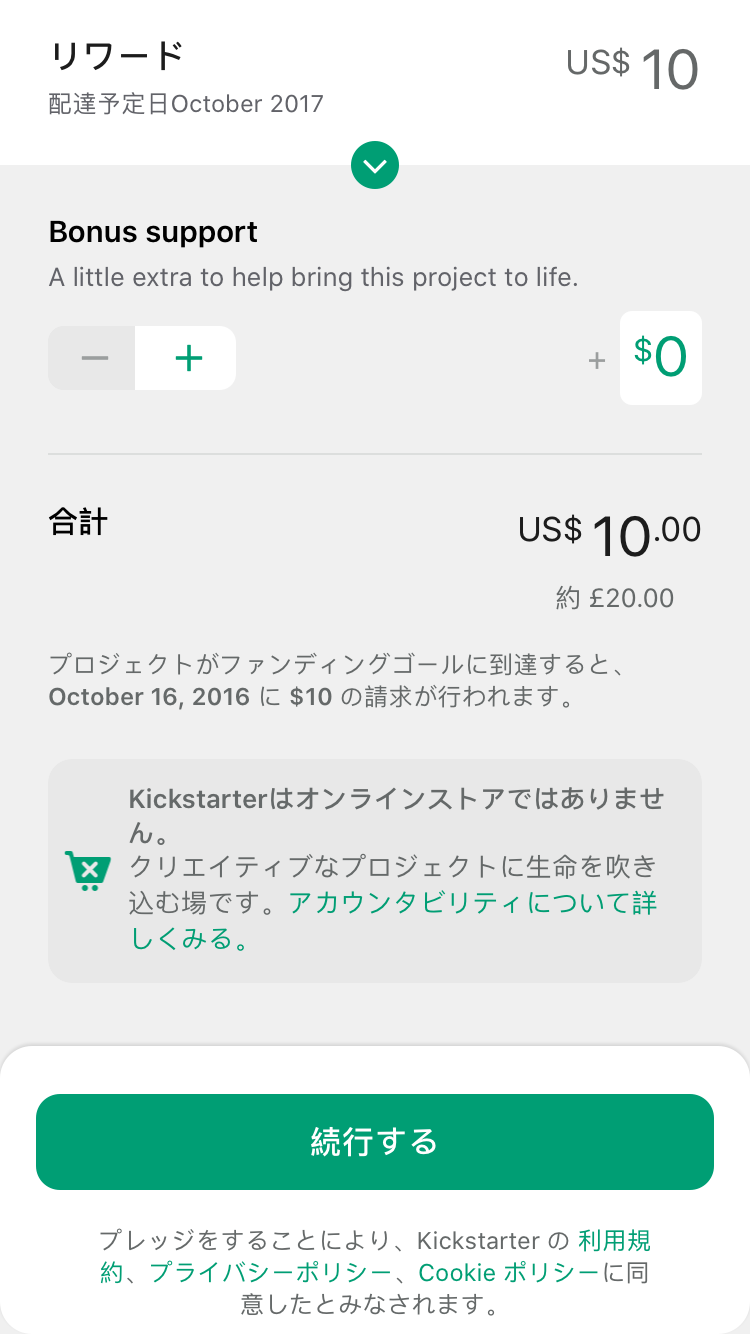 リワード
US$ 10
配達予定日October 2017
Bonus support
A little extra to help bring this project to life.
− +
+ $0
合計
US$ 10.00
約 £20.00
プロジェクトがファンディングゴールに到達すると、
October 16, 2016 に $10 の請求が行われます。
Kickstarterはオンラインストアではありませ
ん。
クリエイティブなプロジェクトに生命を吹き
込む場です。アカウンタビリティについて詳
しくみる。
続行する
プレッジをすることにより、Kickstarter の 利用規
約、プライバシーポリシー、Cookie ポリシーに同
意したとみなされます。